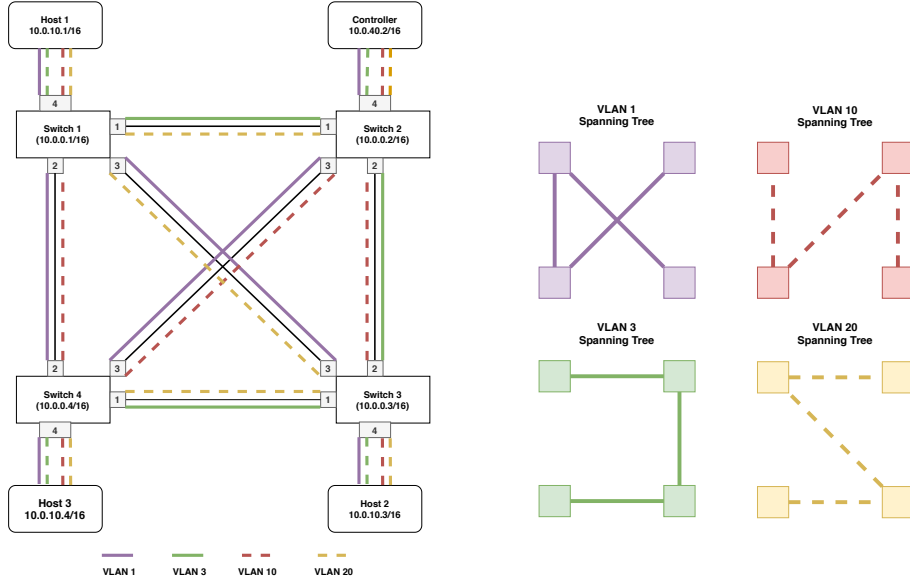 Host 1
10.0.10.1/16
Controller
10.0.40.2/16
4
4
Switch 1
(10.0.0.1/16)
1
1
Switch 2
(10.0.0.2/16)
2
3
3
2
2
3
3
2
Switch 4
(10.0.0.4/16)
1
1
Switch 3
(10.0.0.3/16)
4
4
Host 3
10.0.10.4/16
Host 2
10.0.10.3/16
VLAN 1
VLAN 3
VLAN 10
VLAN 20
VLAN 1
Spanning Tree
VLAN 10
Spanning Tree
VLAN 3
Spanning Tree
VLAN 20
Spanning Tree